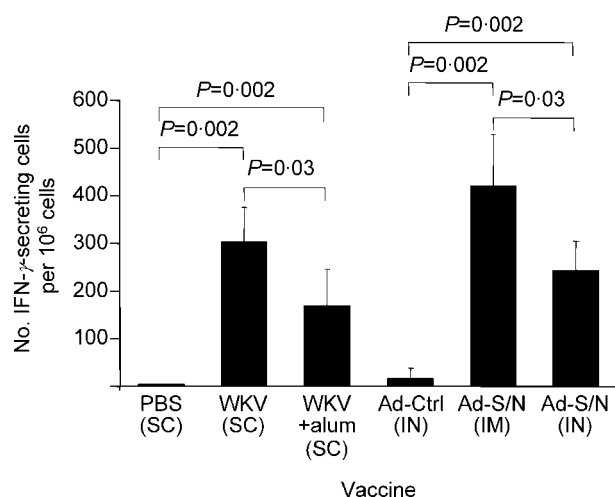 P=0·002
P=0·002
P=0·002
P=0·002
P=0·03
P=0·03
600
500
400
300
200
100
No. IFN-γ-secreting cells
per 10⁶ cells
PBS
(SC)
WKV
(SC)
WKV
+alum
(SC)
Ad-Ctrl
(IN)
Ad-S/N
(IM)
Ad-S/N
(IN)
Vaccine